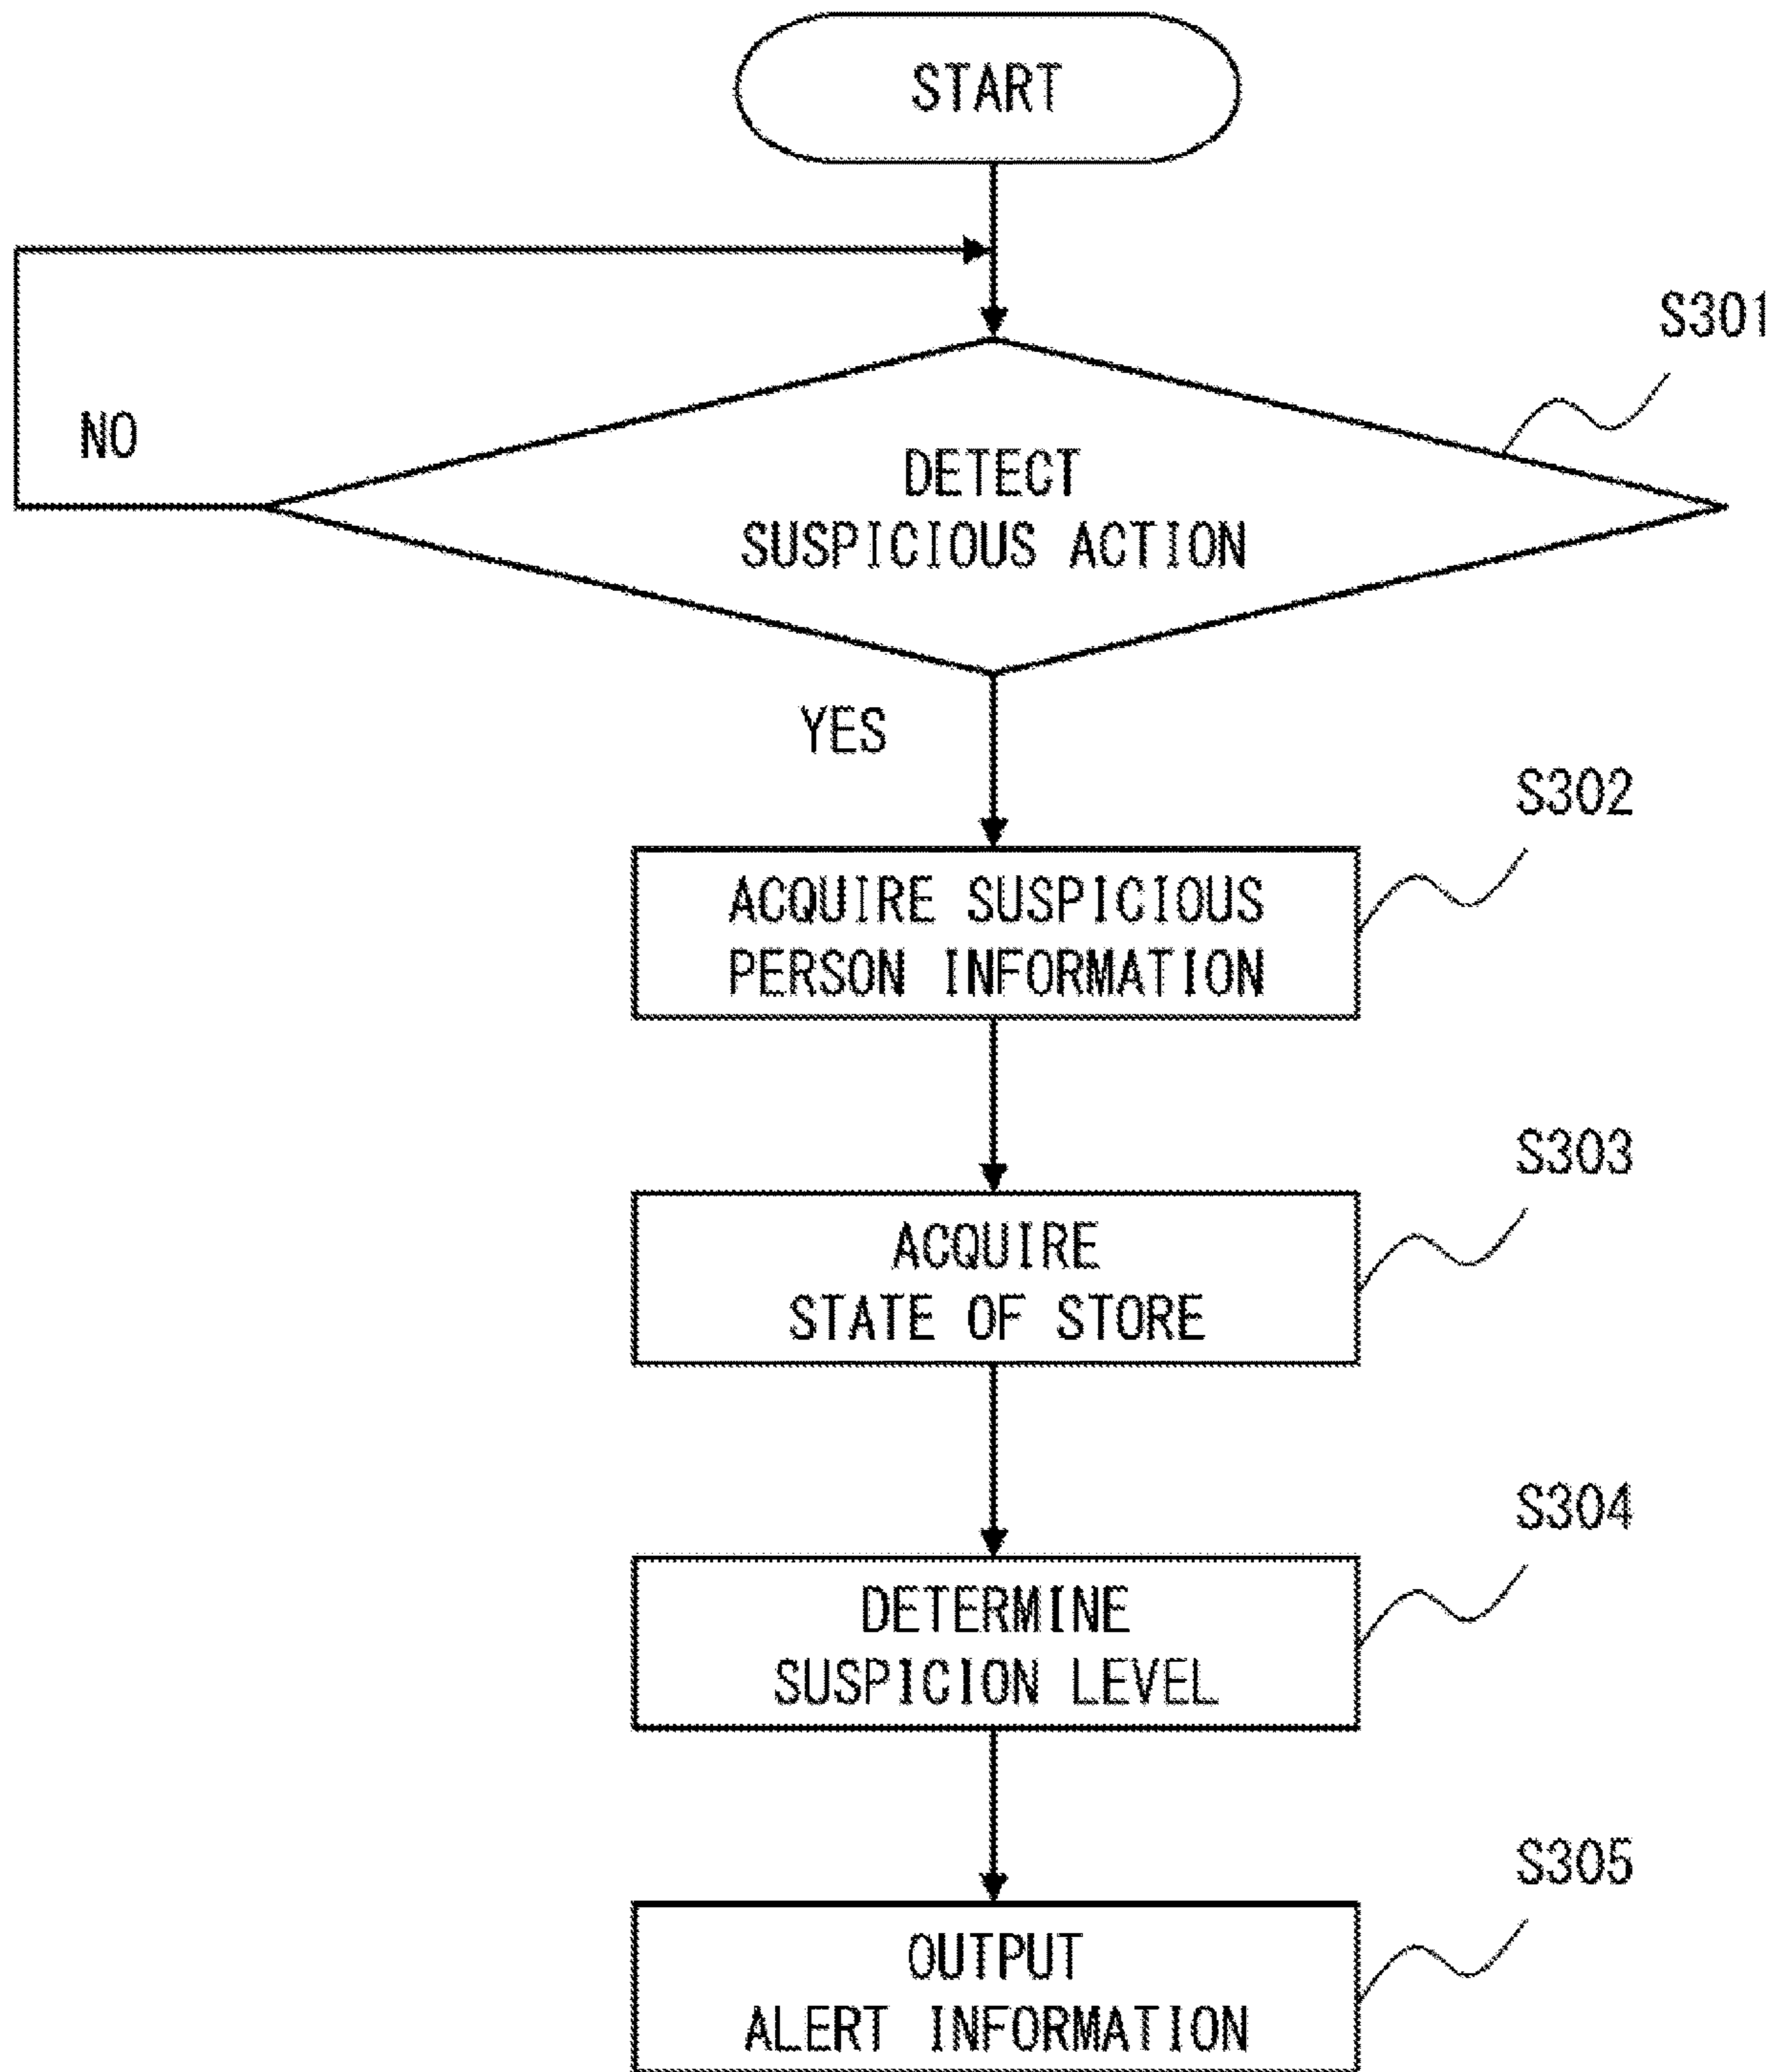 START
S301
NO
DETECT
SUSPICIOUS ACTION
YES
S302
ACQUIRE SUSPICIOUS
PERSON INFORMATION
S303
ACQUIRE
STATE OF STORE
S304
DETERMINE
SUSPICION LEVEL
S305
OUTPUT
ALERT INFORMATION